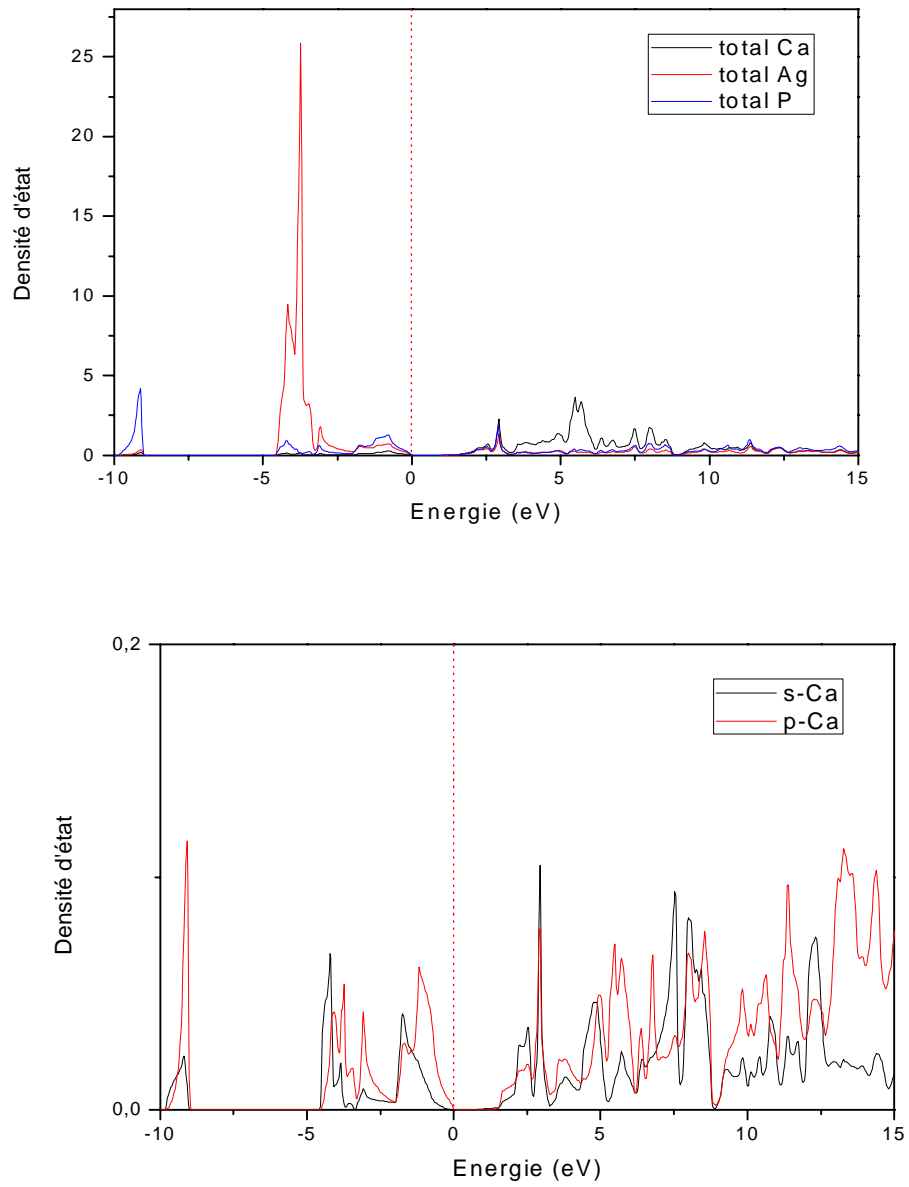 total Ca
total Ag
total P
25
20
15
10
5
0
Densité d'état
-10 -5 0 5 10 15
Energie (eV)
0,2
s-Ca
p-Ca
Densité d'état
0,0
-10 -5 0 5 10 15
Energie (eV)